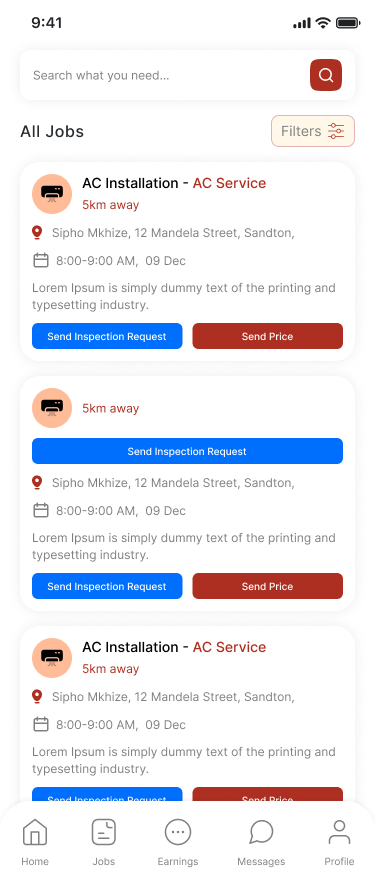 9:41
Search what you need...
All Jobs
Filters
AC Installation - AC Service
5km away
Sipho Mkhize, 12 Mandela Street, Sandton,
8:00-9:00 AM, 09 Dec
Lorem Ipsum is simply dummy text of the printing and
typesetting industry.
Send Inspection Request Send Price
5km away
Send Inspection Request
Sipho Mkhize, 12 Mandela Street, Sandton,
8:00-9:00 AM, 09 Dec
Lorem Ipsum is simply dummy text of the printing and
typesetting industry.
Send Inspection Request Send Price
AC Installation - AC Service
5km away
Sipho Mkhize, 12 Mandela Street, Sandton,
8:00-9:00 AM, 09 Dec
Lorem Ipsum is simply dummy text of the printing and
typesetting industry.
Send Inspection Request Send Price
Home Jobs Earnings Messages Profile